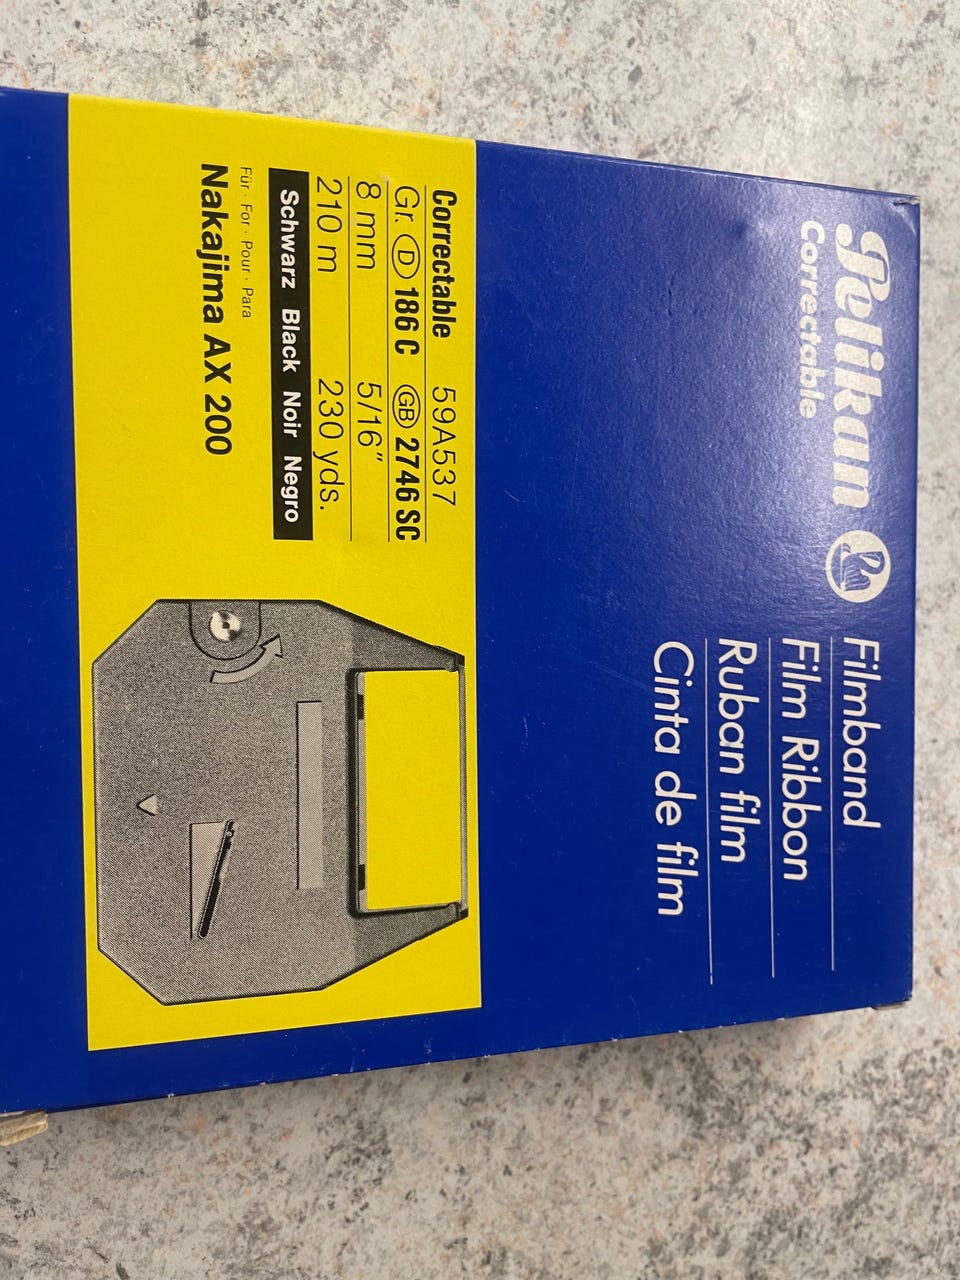 Pelikan
Correctable
Filmband
Film Ribbon
Ruban film
Cinta de film
Correctable 59A537
Gr. D 186 C GB 2746 SC
8 mm 5/16"
210 m 230 yds.
Schwarz Black Noir Negro
Für · For · Pour · Para
Nakajima AX 200